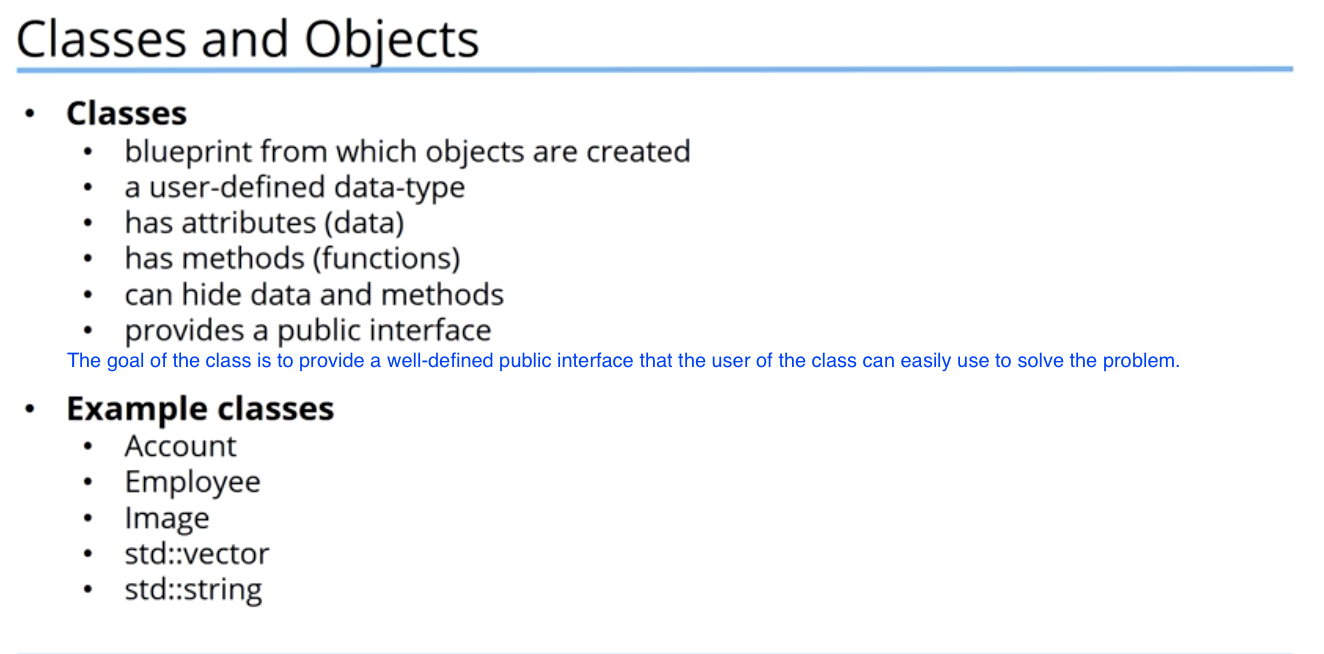 Classes and Objects
• Classes
• blueprint from which objects are created
• a user-defined data-type
• has attributes (data)
• has methods (functions)
• can hide data and methods
• provides a public interface
The goal of the class is to provide a well-defined public interface that the user of the class can easily use to solve the problem.
• Example classes
• Account
• Employee
• Image
• std::vector
• std::string